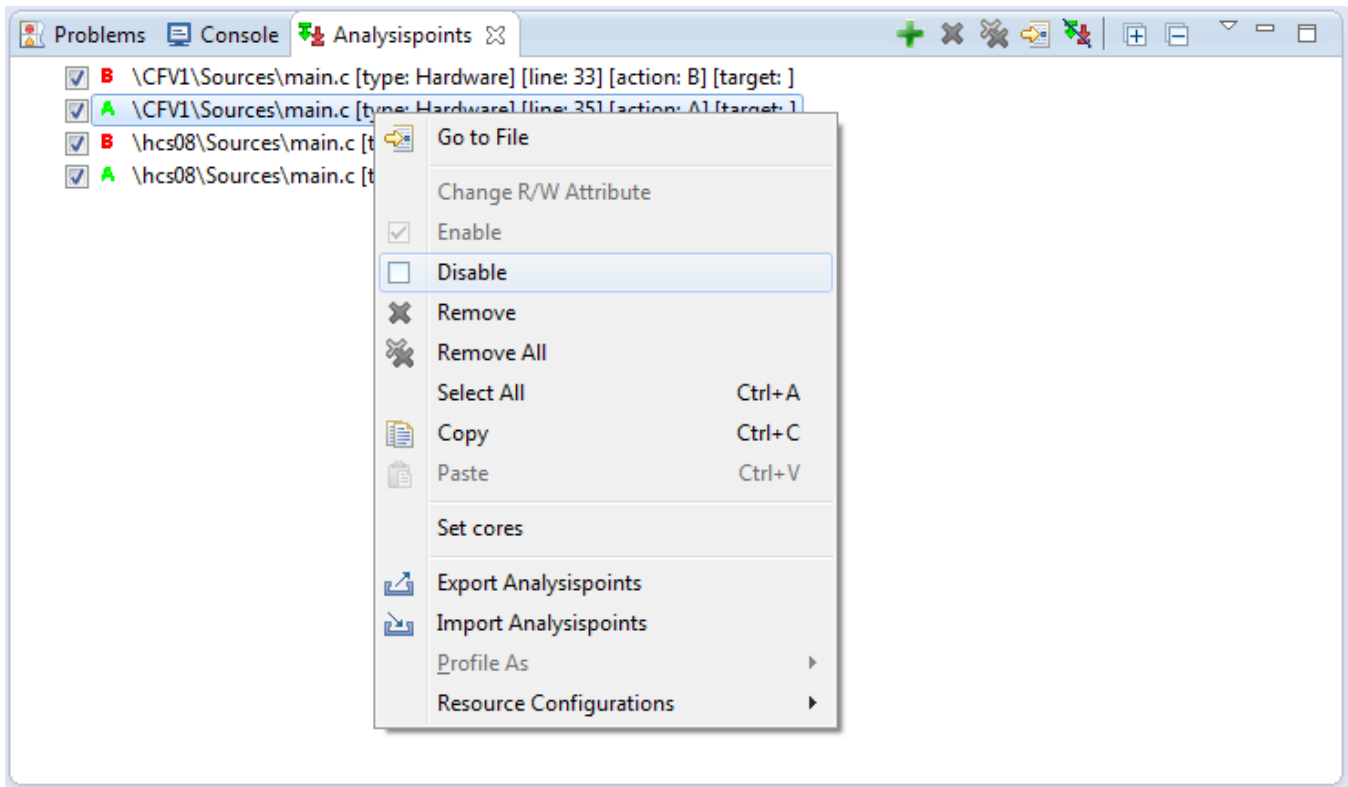 Problems Console Analysispoints
B \CFV1\Sources\main.c [type: Hardware] [line: 33] [action: B] [target: ]
A \CFV1\Sources\main.c [type: Hardware] [line: 35] [action: A] [target: ]
B \hcs08\Sources\main.c [t
A \hcs08\Sources\main.c [t
Go to File
Change R/W Attribute
Enable
Disable
Remove
Remove All
Select All Ctrl+A
Copy Ctrl+C
Paste Ctrl+V
Set cores
Export Analysispoints
Import Analysispoints
Profile As
Resource Configurations